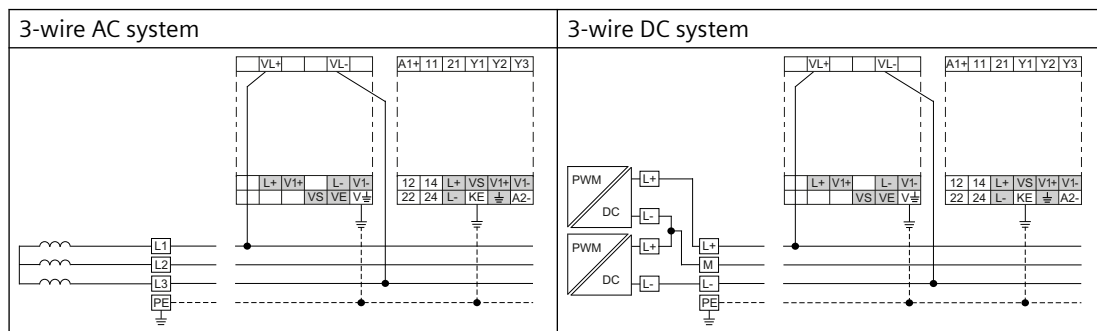 3-wire AC system
3-wire DC system
VL+ VL- A1+ 11 21 Y1 Y2 Y3
L+ V1+ L- V1- 12 14 L+ VS V1+ V1-
VS VE V⏚ 22 24 L- KE ⏚ A2-
L1
L2
L3
PE
VL+ VL- A1+ 11 21 Y1 Y2 Y3
L+ V1+ L- V1- 12 14 L+ VS V1+ V1-
VS VE V⏚ 22 24 L- KE ⏚ A2-
PWM L+
DC L-
PWM L+
DC L-
L+
M
L-
PE